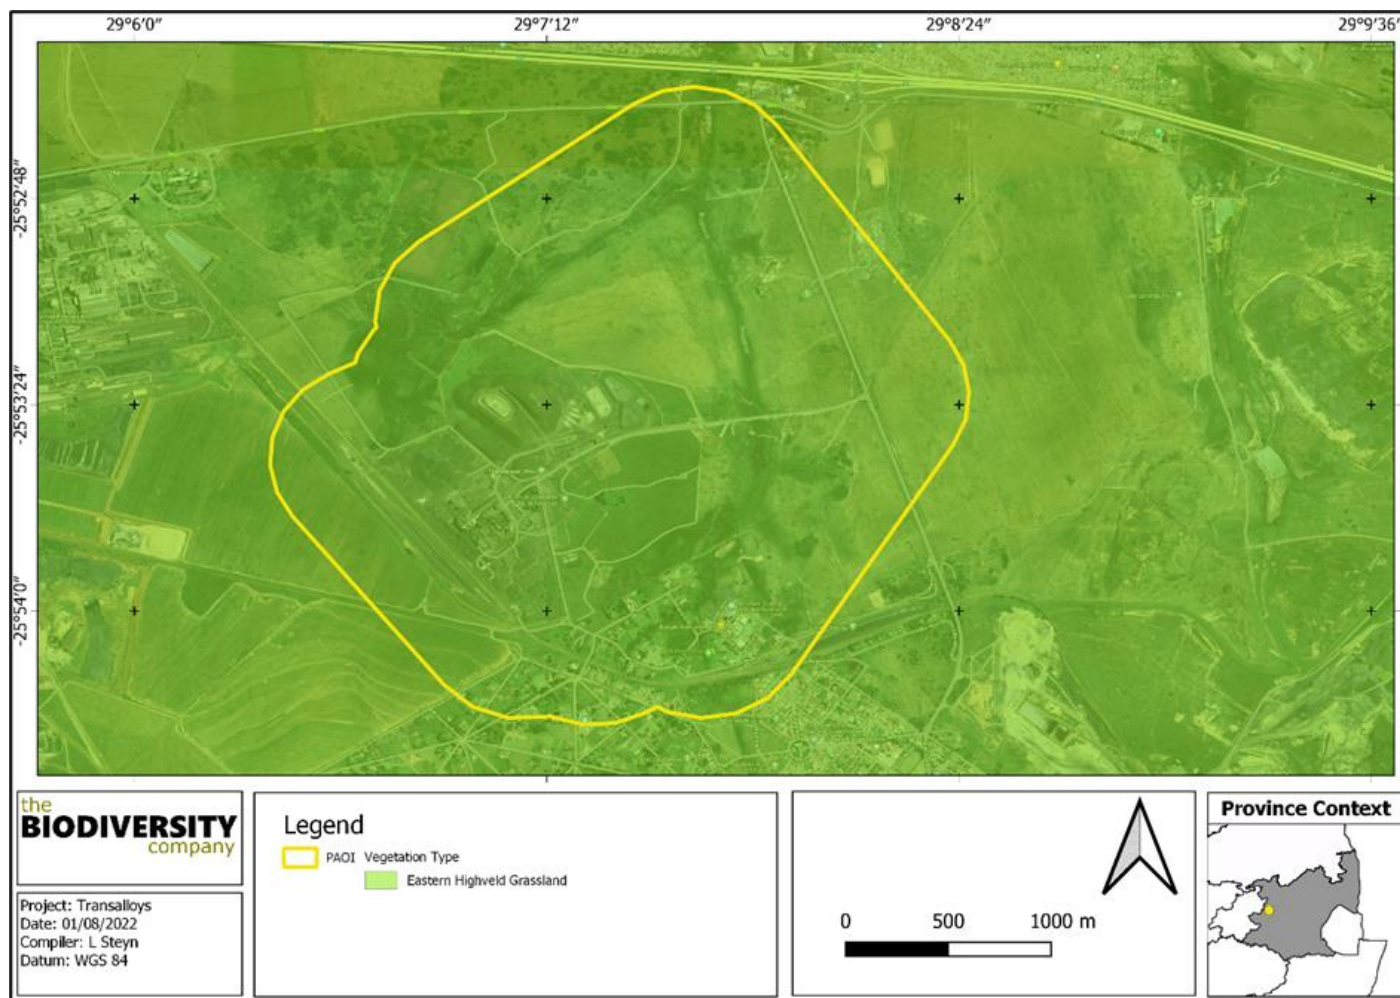 29°6′0″ 29°7′12″ 29°8′24″ 29°9′36″
-25°52′48″
-25°53′24″
-25°54′0″
the
BIODIVERSITY
company
Project: Transalloys
Date: 01/08/2022
Compiler: L Steyn
Datum: WGS 84
Legend
PAOI Vegetation Type
Eastern Highveld Grassland
0 500 1000 m
Province Context